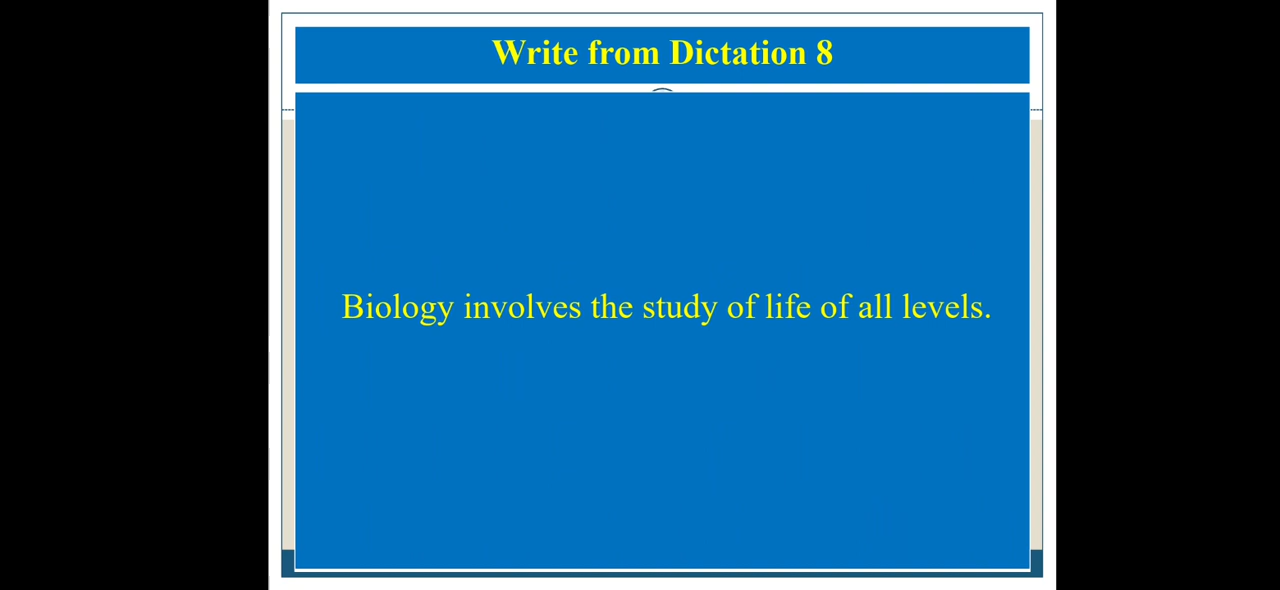 Write from Dictation 8
Biology involves the study of life of all levels.